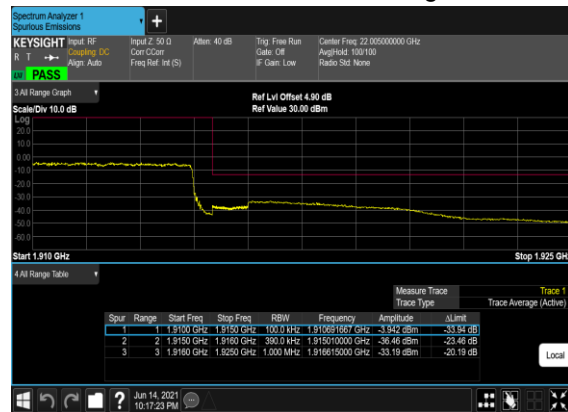 Spectrum Analyzer 1
Spurious Emissions
+
KEYSIGHT Input: RF Input Z: 50 Ω Atten: 40 dB Trig: Free Run Center Freq: 22.005000000 GHz
R T Coupling: DC Corr CCorr Gate: Off Avg|Hold: 100/100
Align: Auto Freq Ref: Int (S) IF Gain: Low Radio Std: None
LW PASS
3 All Range Graph
Ref Lvl Offset 4.90 dB
Scale/Div 10.0 dB Ref Value 30.00 dBm
Log
20.0
10.0
0.00
-10.0
-20.0
-30.0
-40.0
-50.0
-60.0
Start 1.910 GHz Stop 1.925 GH
4 All Range Table
Measure Trace Trace 1
Trace Type Trace Average (Active)
Spur Range Start Freq Stop Freq RBW Frequency Amplitude ΔLimit
1 1 1.9100 GHz 1.9150 GHz 100.0 kHz 1.910691667 GHz -3.942 dBm -33.94 dB
2 2 1.9150 GHz 1.9160 GHz 390.0 kHz 1.915010000 GHz -36.46 dBm -23.46 dB
3 3 1.9160 GHz 1.9250 GHz 1.000 MHz 1.916615000 GHz -33.19 dBm -20.19 dB
Local
? Jun 14, 2021
10:17:23 PM